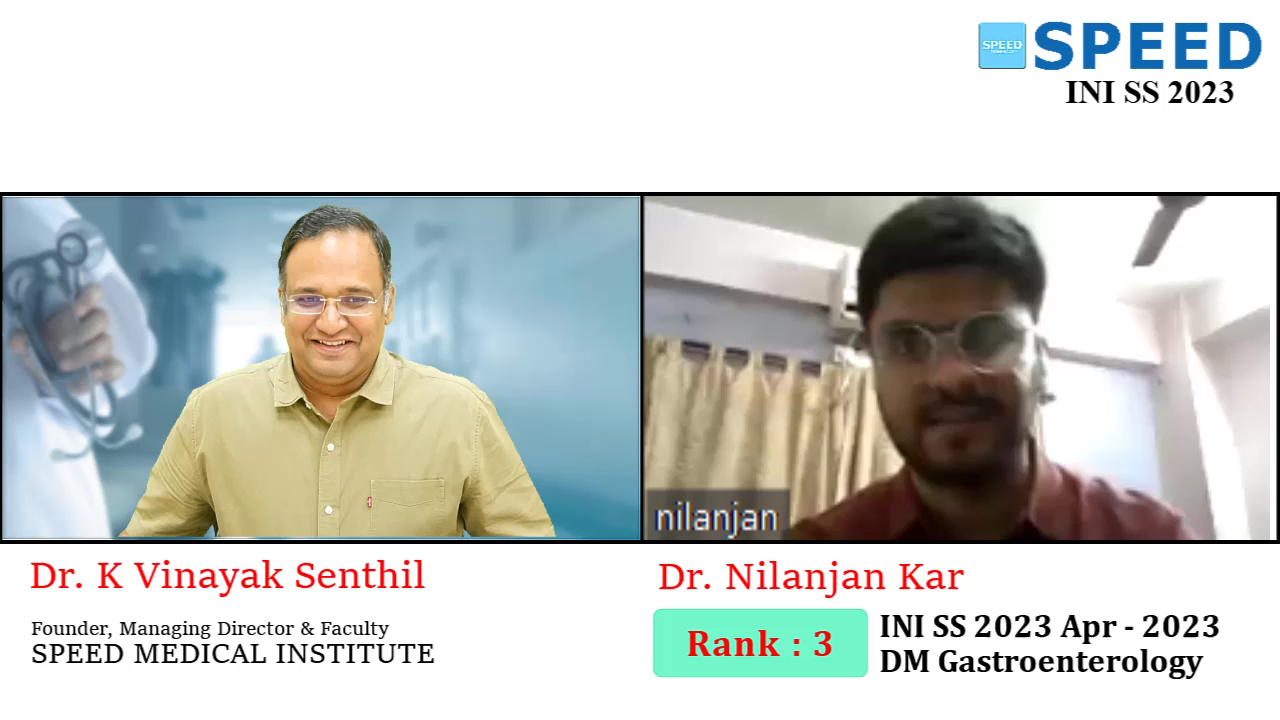 SPEED
SPEED
INI SS 2023
nilanjan
Dr. K Vinayak Senthil
Founder, Managing Director & Faculty
SPEED MEDICAL INSTITUTE
Dr. Nilanjan Kar
Rank : 3
INI SS 2023 Apr - 2023
DM Gastroenterology